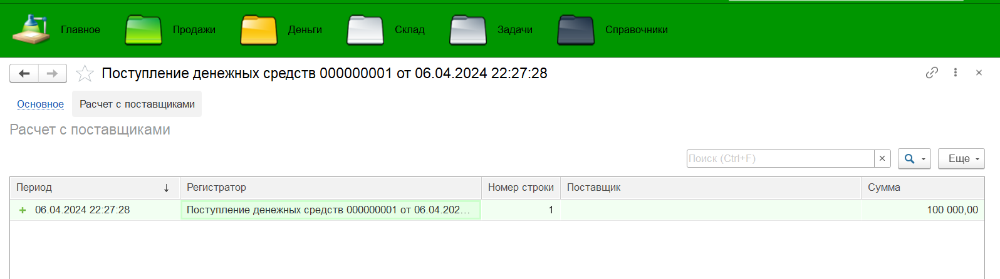 Главное Продажи Деньги Склад Задачи Справочники
Поступление денежных средств 000000001 от 06.04.2024 22:27:28
Основное Расчет с поставщиками
Расчет с поставщиками
Поиск (Ctrl+F) × Еще
Период ↓ Регистратор Номер строки Поставщик Сумма
06.04.2024 22:27:28 Поступление денежных средств 000000001 от 06.04.202... 1 100 000,00